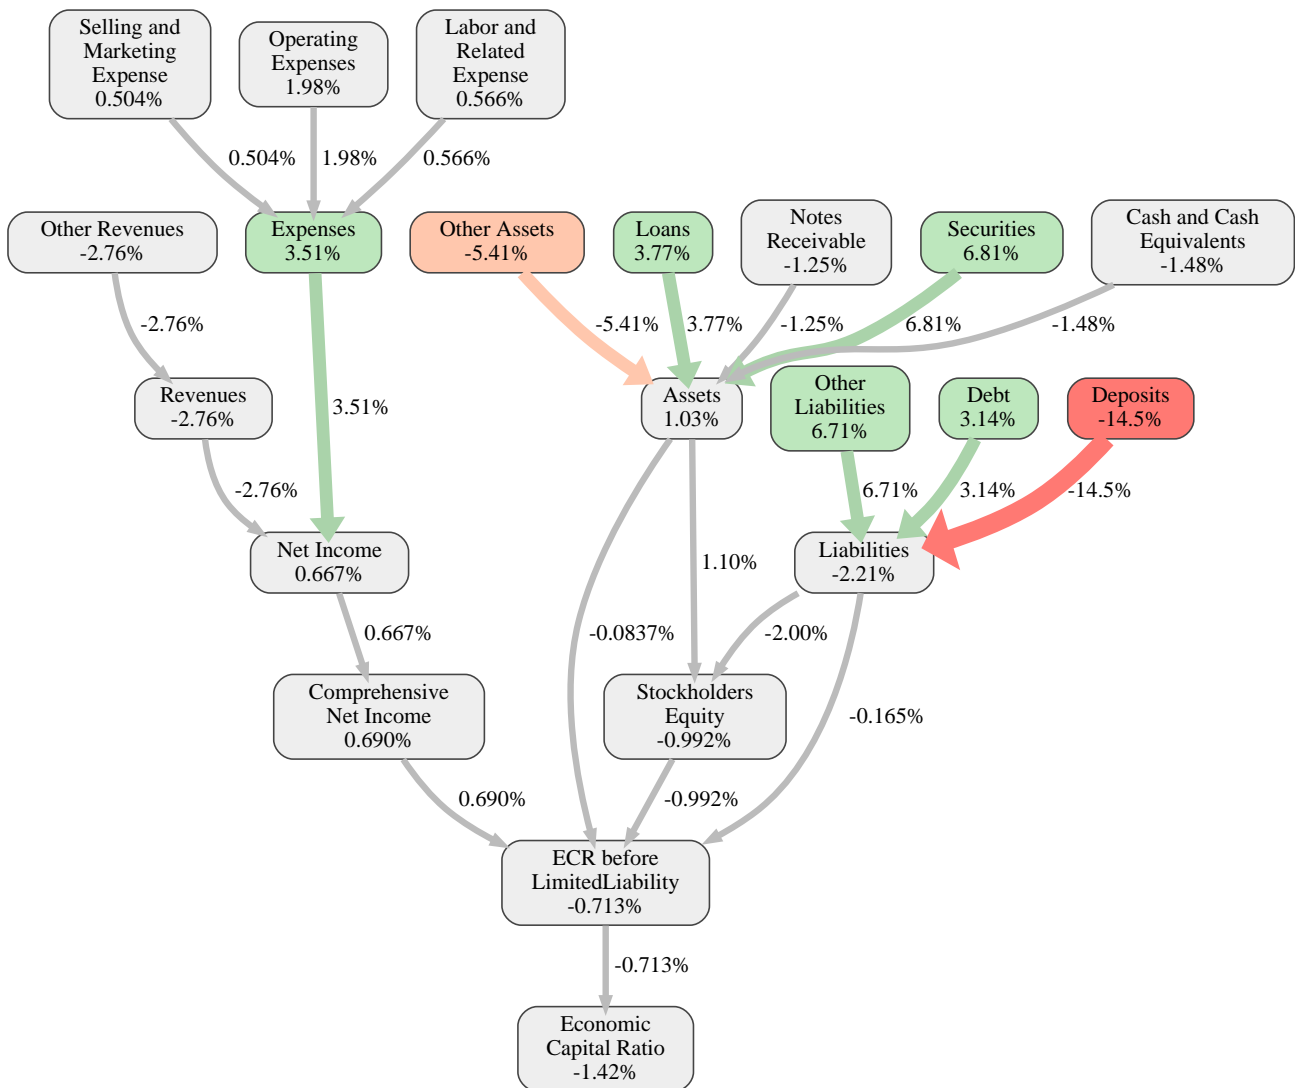 Selling and
Marketing
Expense
0.504%
Operating
Expenses
1.98%
Labor and
Related
Expense
0.566%
0.504%
1.98%
0.566%
Other Revenues
-2.76%
Expenses
3.51%
Other Assets
-5.41%
Loans
3.77%
Notes
Receivable
-1.25%
Securities
6.81%
Cash and Cash
Equivalents
-1.48%
-2.76%
-5.41%
3.77%
-1.25%
6.81%
-1.48%
Revenues
-2.76%
3.51%
Assets
1.03%
Other
Liabilities
6.71%
Debt
3.14%
Deposits
-14.5%
-2.76%
6.71%
3.14%
-14.5%
Net Income
0.667%
1.10%
Liabilities
-2.21%
0.667%
-0.0837%
-2.00%
Comprehensive
Net Income
0.690%
Stockholders
Equity
-0.992%
-0.165%
0.690%
-0.992%
ECR before
LimitedLiability
-0.713%
-0.713%
Economic
Capital Ratio
-1.42%